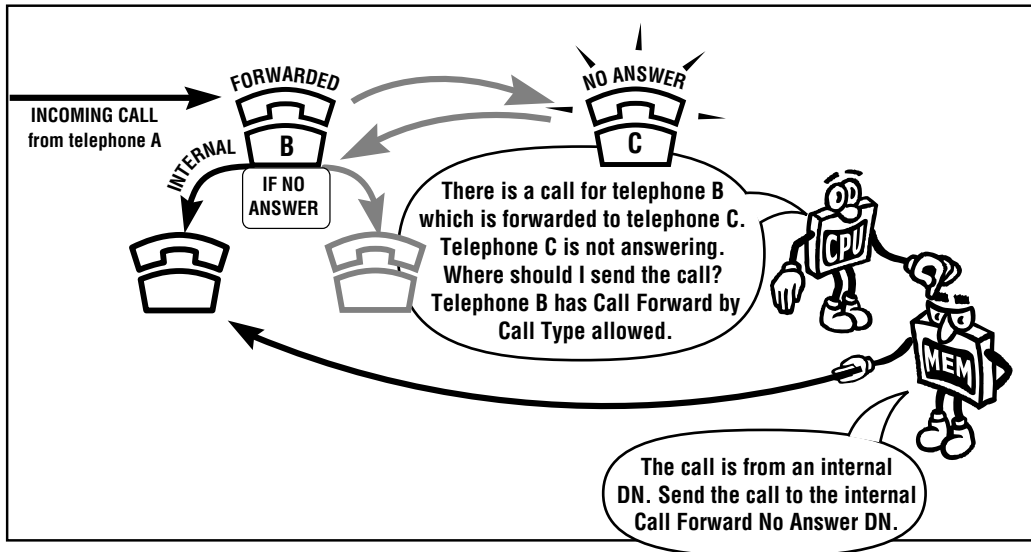 FORWARDED
NO ANSWER
INCOMING CALL
from telephone A
B
C
INTERNAL
IF NO
ANSWER
There is a call for telephone B
which is forwarded to telephone C.
Telephone C is not answering.
Where should I send the call?
Telephone B has Call Forward by
Call Type allowed.
CPU
MEM
The call is from an internal
DN. Send the call to the internal
Call Forward No Answer DN.